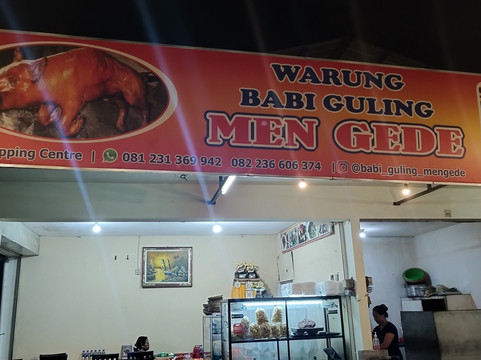 WARUNG
BABI GULING
MEN GEDE
pping Centre | 081 231 369 942 082 236 606 374 | @babi_guling_mengede